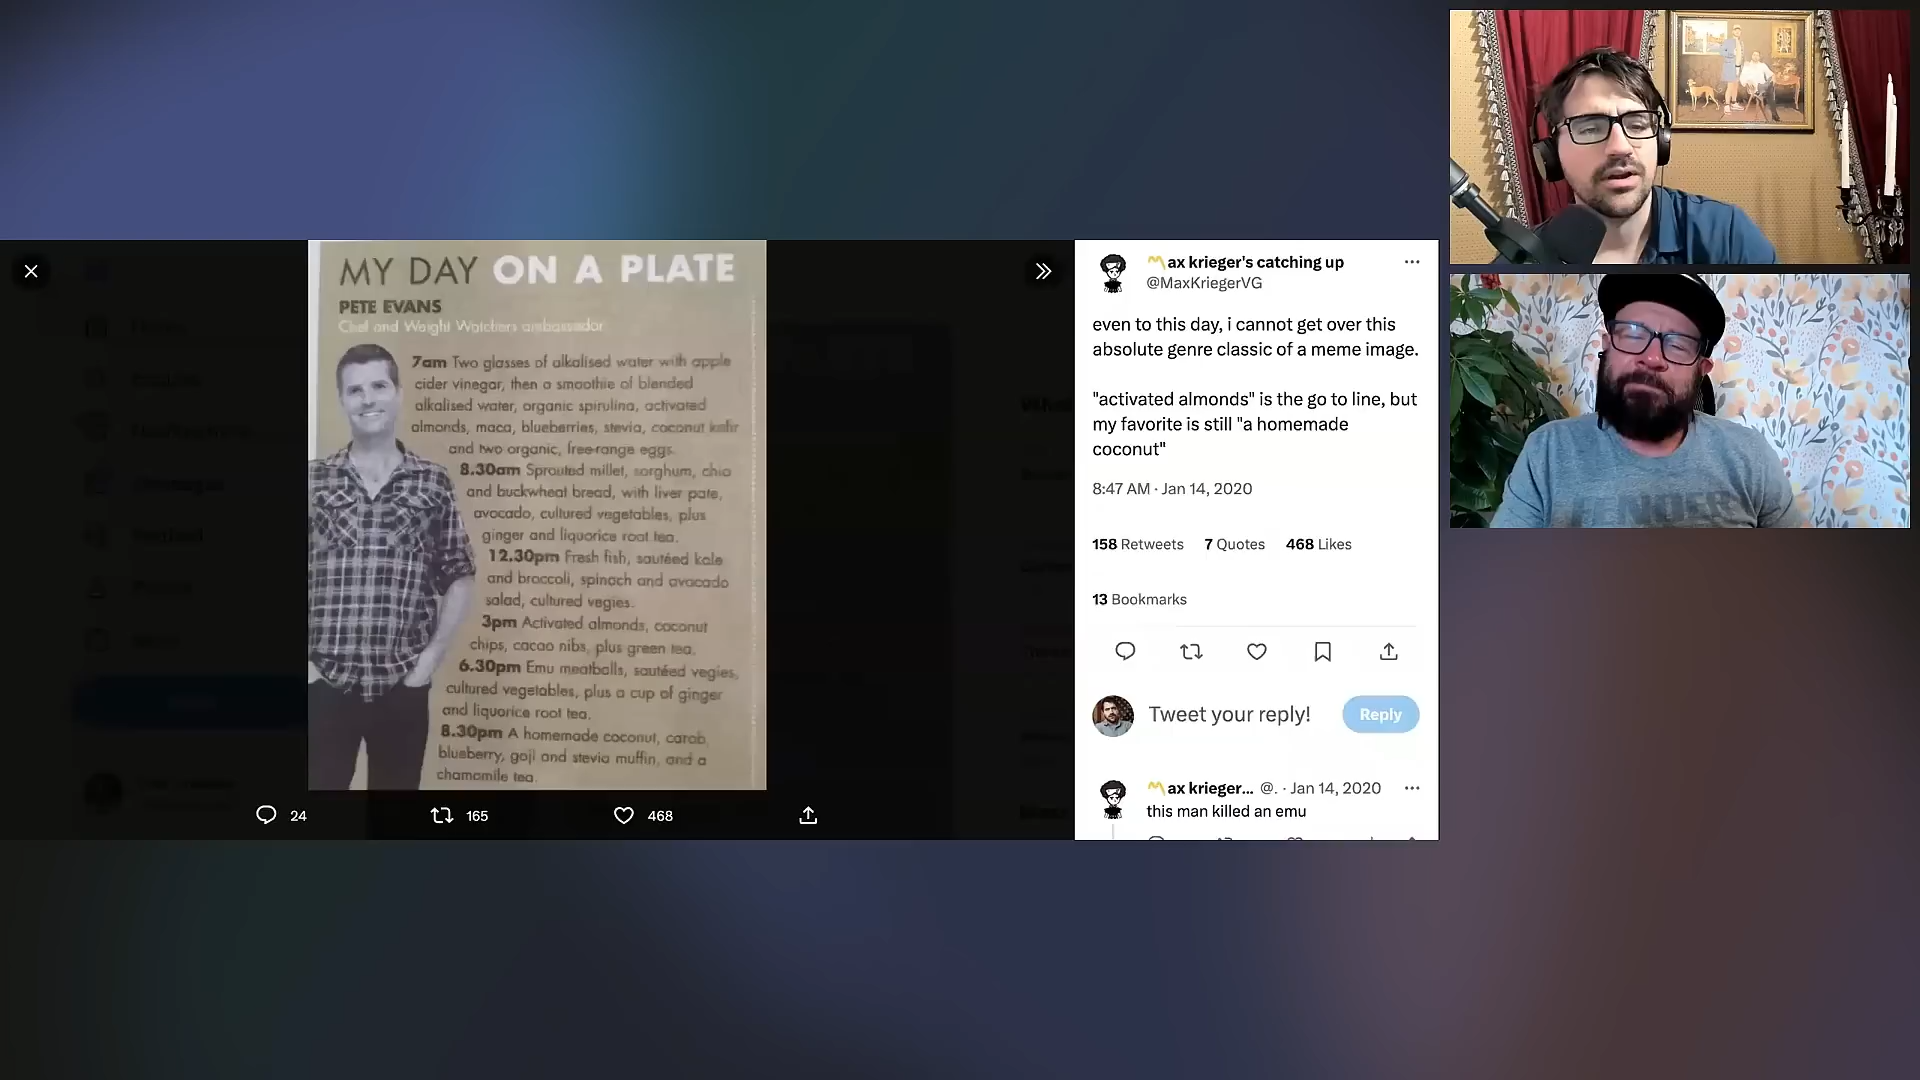 MY DAY ON A PLATE
PETE EVANS
Chef and Weight Watchers ambassador
7am Two glasses of alkalised water with apple
cider vinegar, then a smoothie of blended
alkalised water, organic spirulina, activated
almonds, maca, blueberries, stevia, coconut kefir
and two organic, free-range eggs.
8.30am Sprouted millet, sorghum, chia
and buckwheat bread, with liver pate,
avocado, cultured vegetables, plus
ginger and liquorice root tea.
12.30pm Fresh fish, sautéed kale
and broccoli, spinach and avocado
salad, cultured vegies.
3pm Activated almonds, coconut
chips, cacao nibs, plus green tea.
6.30pm Emu meatballs, sautéed vegies,
cultured vegetables, plus a cup of ginger
and liquorice root tea.
8.30pm A homemade coconut, carob,
blueberry, goji and stevia muffin, and a
chamomile tea.
24 165 468
ax krieger's catching up
@MaxKriegerVG
even to this day, i cannot get over this
absolute genre classic of a meme image.
"activated almonds" is the go to line, but
my favorite is still "a homemade
coconut"
8:47 AM · Jan 14, 2020
158 Retweets 7 Quotes 468 Likes
13 Bookmarks
Tweet your reply!
Reply
ax krieger... @. · Jan 14, 2020
this man killed an emu